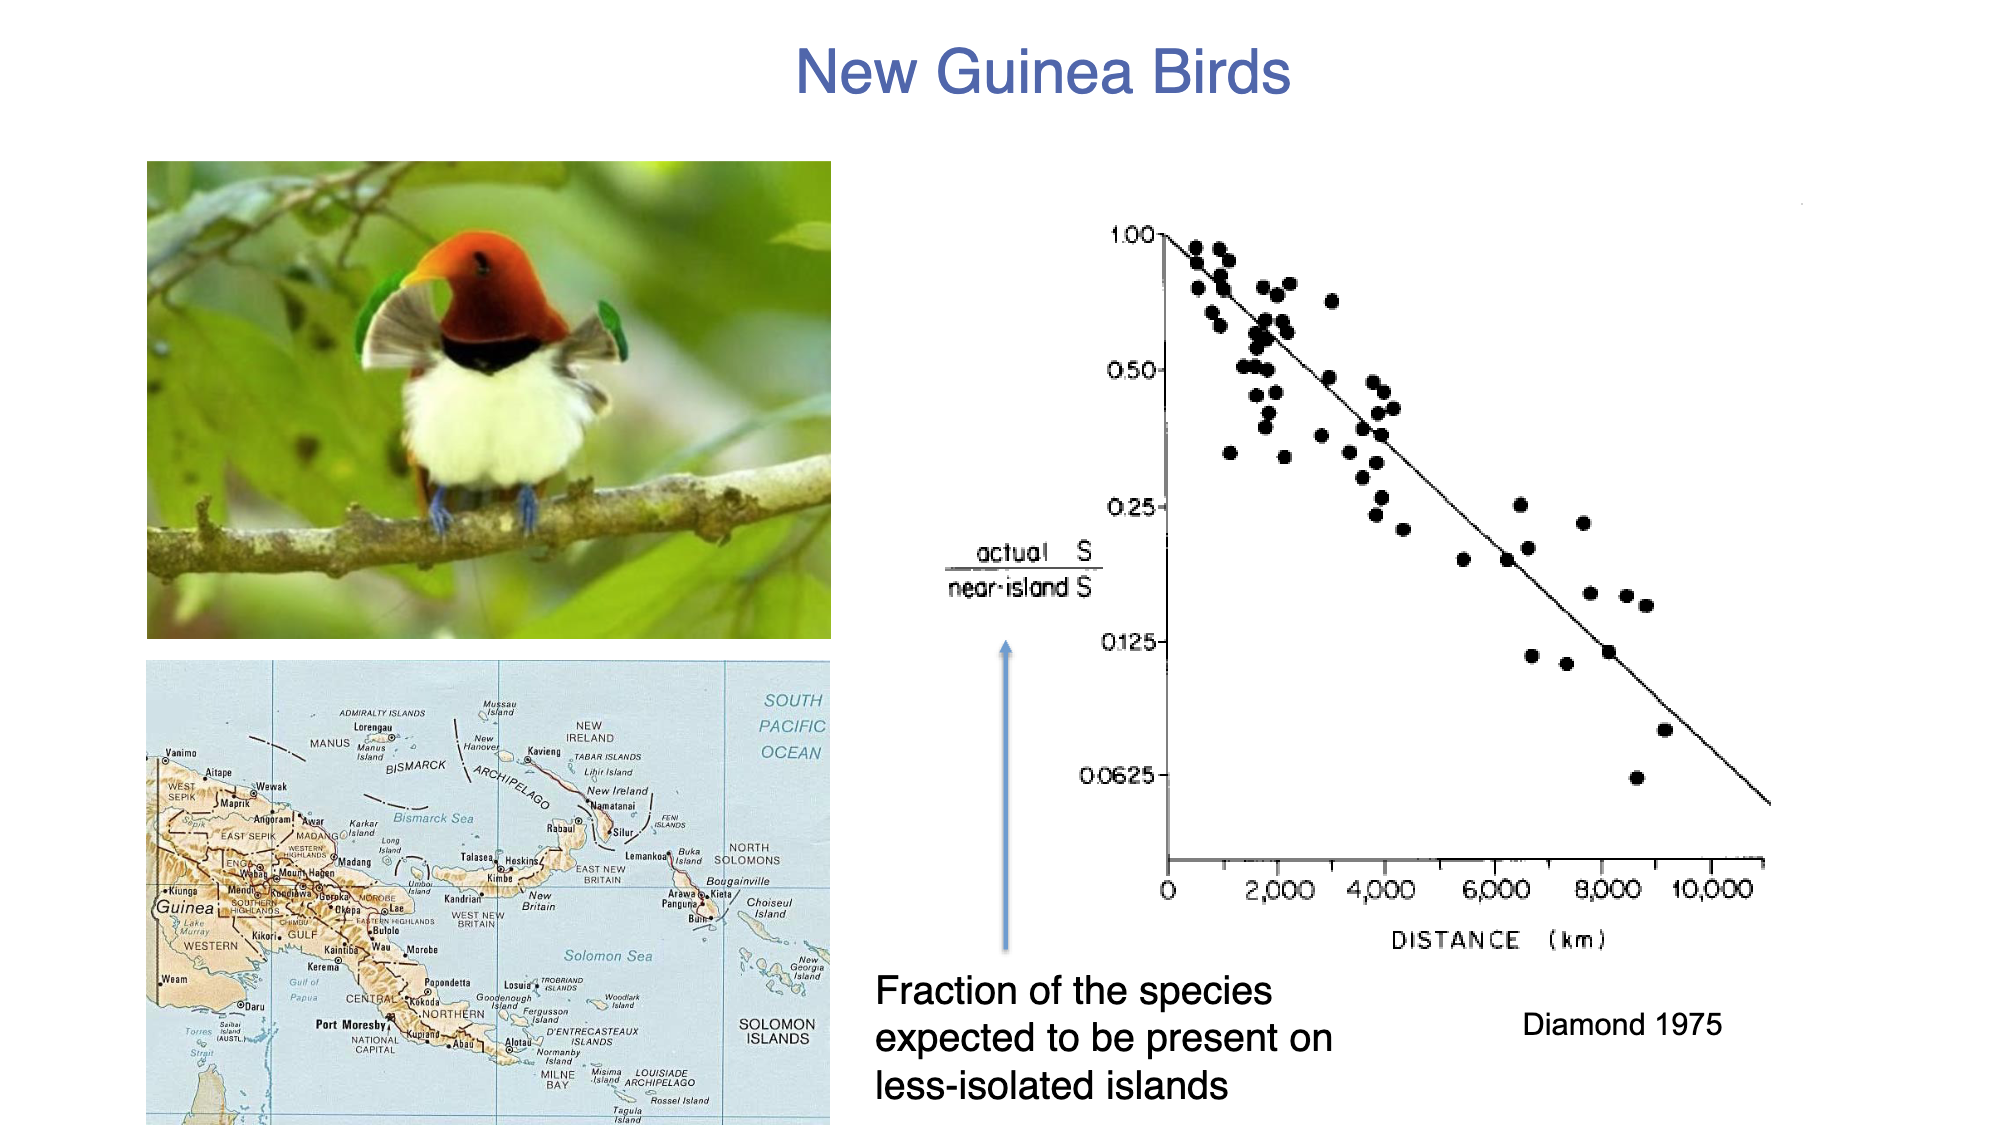 New Guinea Birds
SOUTH
PACIFIC
OCEAN
Mussau
Island
ADMIRALTY ISLANDS
Lorengau
MANUS
Manus
Island
NEW
IRELAND
New
Hanover
Kavieng
TABAR ISLANDS
Lihir Island
BISMARCK
ARCHIPELAGO
Vanimo
Aitape
WEST
SEPIK
Wewak
Maprik
New Ireland
Namatanai
Bismarck Sea
Angoram
Awar
Karkar
Island
Sepik
EAST SEPIK
MADANG
Long
Island
Rabaul
Silur
FENI
ISLANDS
WESTERN
HIGHLANDS
ENGA
Wabag
Mount Hagen
Madang
Talasea
Hoskins
Kimbe
Lemankoa
Buka
Island
NORTH
SOLOMONS
EAST NEW
BRITAIN
Kiunga
Mendi
Kundiawa
Goroka
MOROBE
Umboi
Island
Kandrian
New
Britain
Bougainville
Arawa
Kieta
Panguna
Guinea
SOUTHERN
HIGHLANDS
Okapa
Lae
WEST NEW
BRITAIN
Buin
Choiseul
Island
CHIMBU
EASTERN HIGHLANDS
Lake
Murray
Kikori
GULF
Bulolo
WESTERN
Wau
Kaintiba
Morobe
Solomon Sea
Kerema
New
Georgia
Island
Weam
Gulf of
Papua
Popondetta
Losuia
TROBRIAND
ISLANDS
Daru
CENTRAL
Kokoda
Goodenough
Island
Woodlark
Island
NORTHERN
Fergusson
Island
Saibai
Island
(AUSTL.)
Torres
Strait
Port Moresby
NATIONAL
CAPITAL
Kupiano
Abau
D'ENTRECASTEAUX
ISLANDS
SOLOMON
ISLANDS
Alotau
Normanby
Island
MILNE
BAY
Misima
Island
LOUISIADE
ARCHIPELAGO
Rossel Island
Tagula
Island
1.00
0.50
0.25
0.125
0.0625
actual S
near-island S
0 2,000 4,000 6,000 8,000 10,000
DISTANCE (km)
Fraction of the species
expected to be present on
less-isolated islands
Diamond 1975